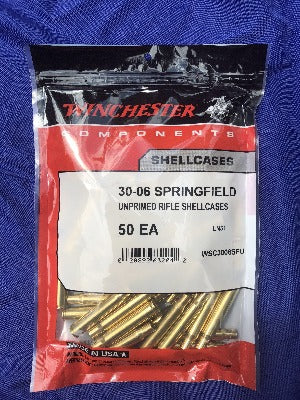 WINCHESTER
COMPONENTS
SHELLCASES
30-06 SPRINGFIELD
UNPRIMED RIFLE SHELLCASES
50 EA
WSC3006SFU
MADE IN USA